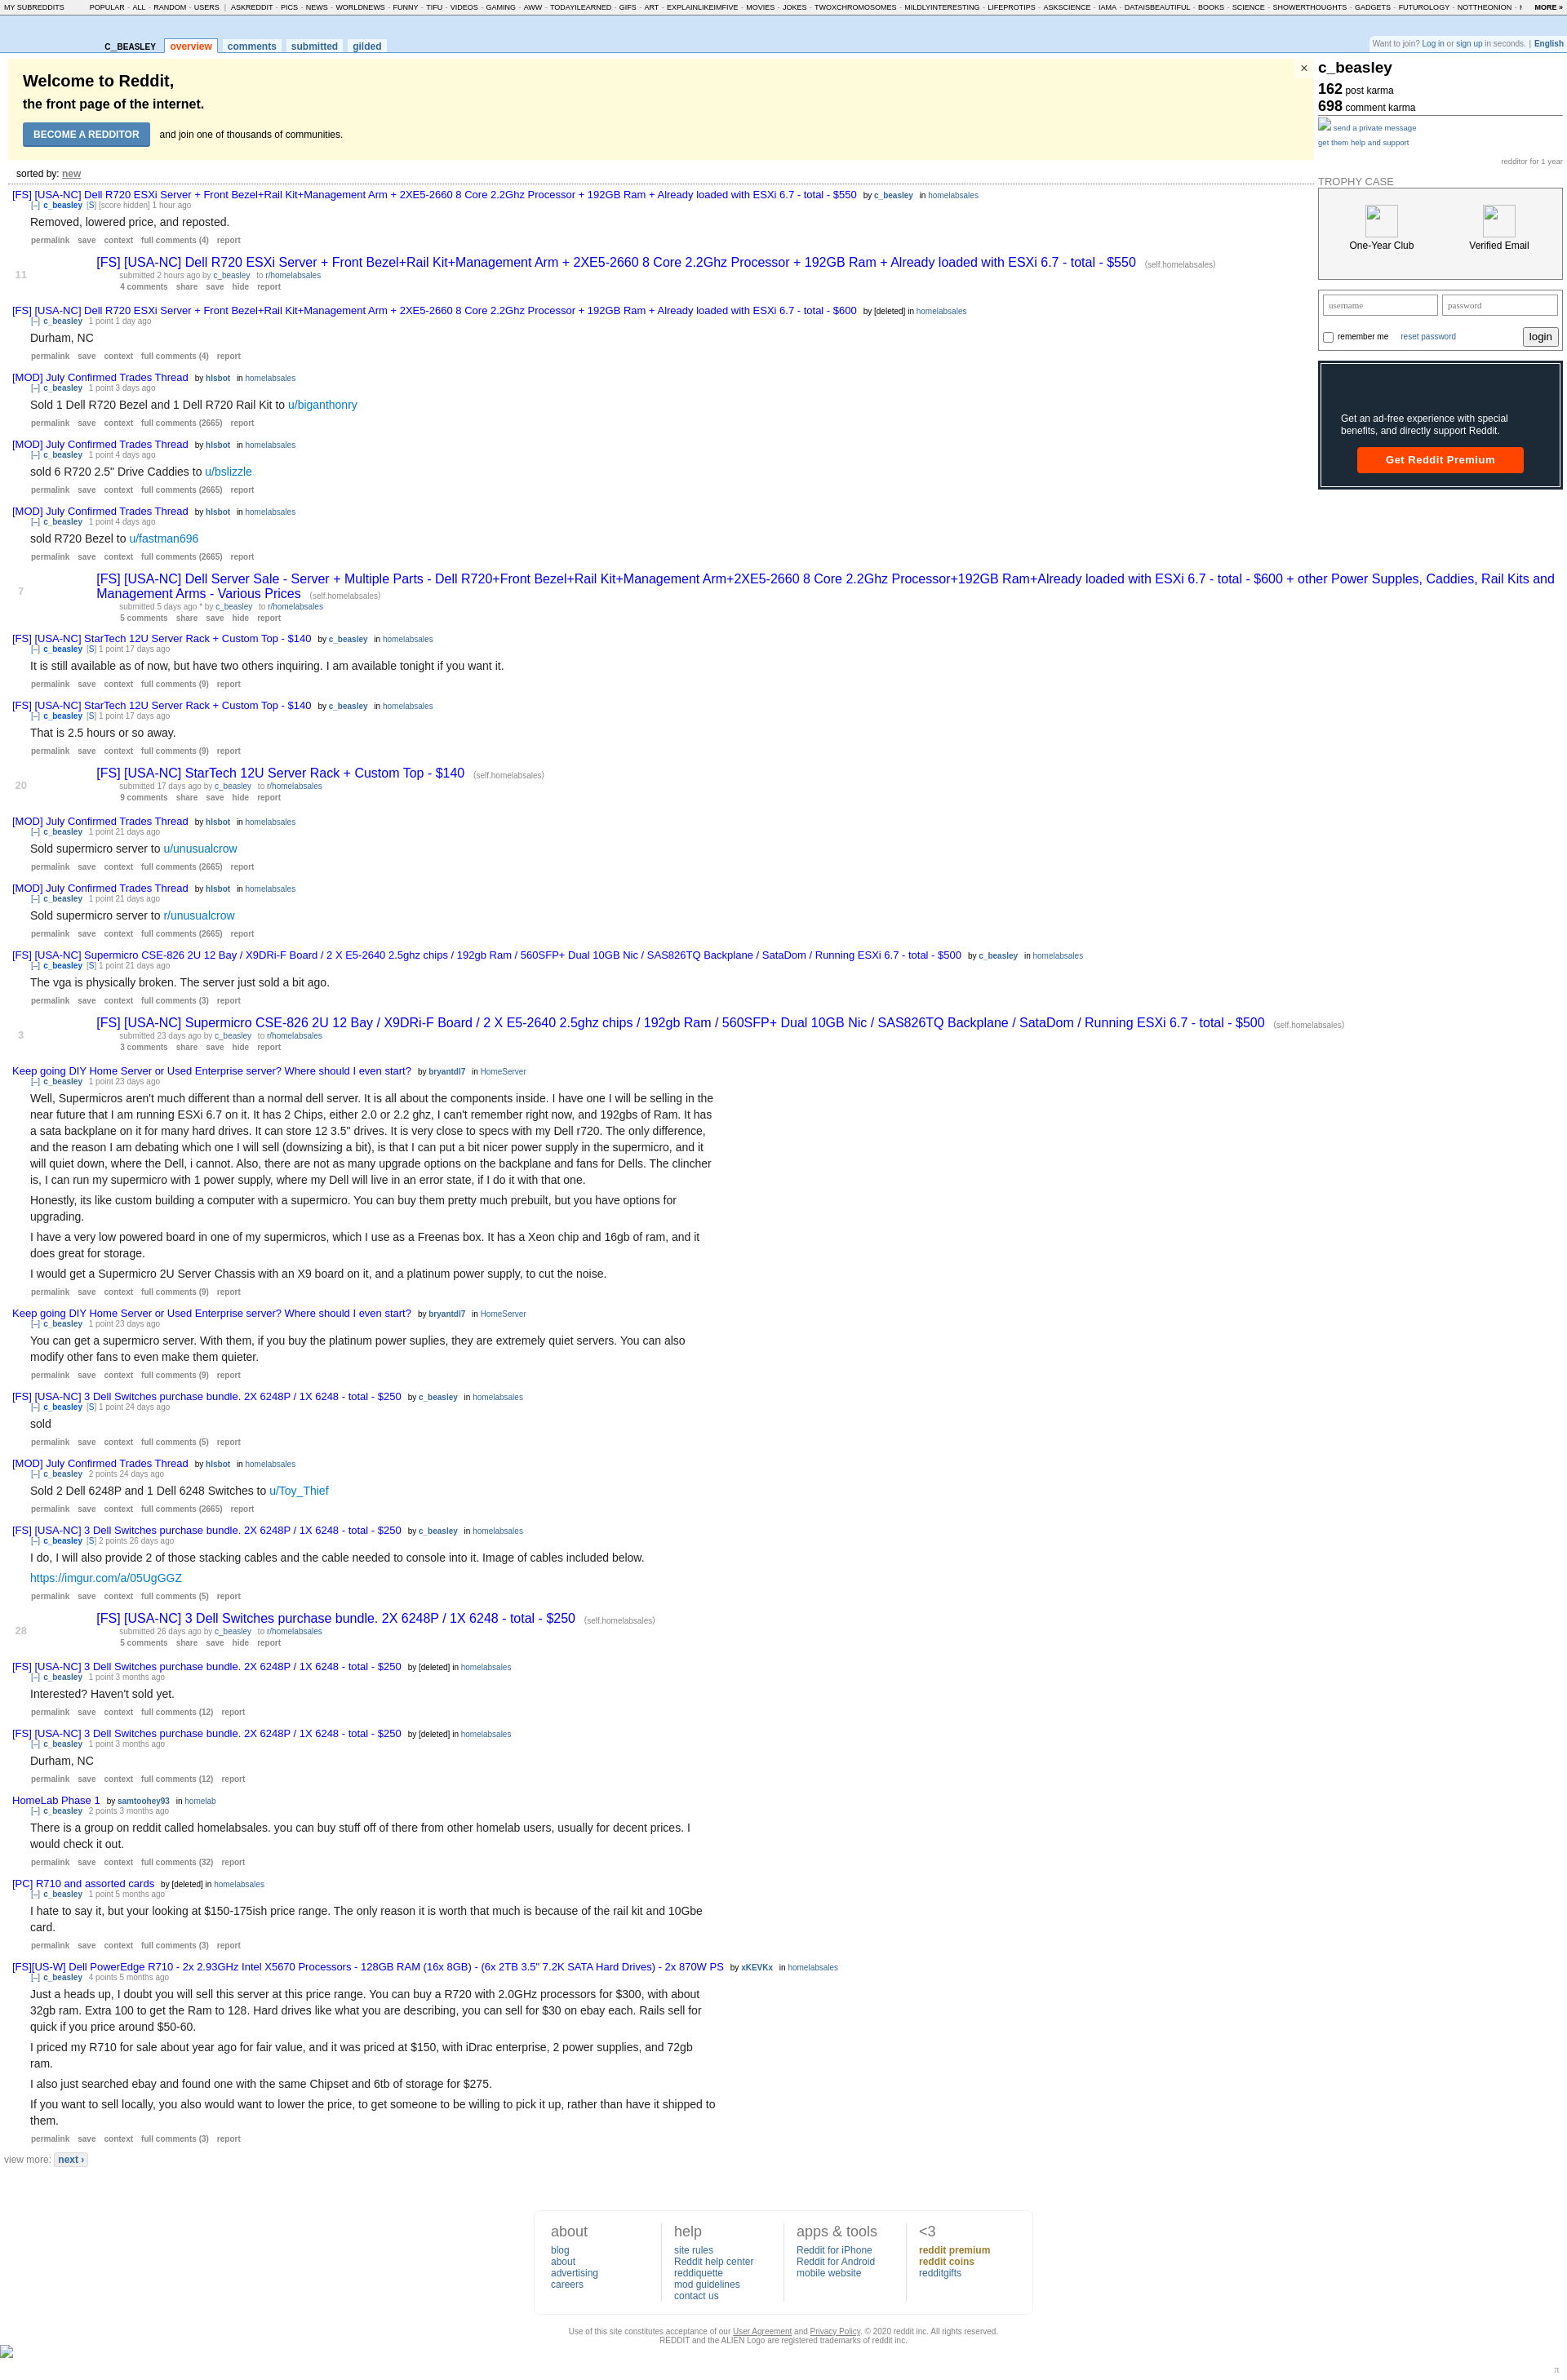 MY SUBREDDITS POPULAR - ALL - RANDOM - USERS | ASKREDDIT - PICS - NEWS - WORLDNEWS - FUNNY - TIFU - VIDEOS - GAMING - AWW - TODAYILEARNED - GIFS - ART - EXPLAINLIKEIMFIVE - MOVIES - JOKES - TWOXCHROMOSOMES - MILDLYINTERESTING - LIFEPROTIPS - ASKSCIENCE - IAMA - DATAISBEAUTIFUL - BOOKS - SCIENCE - SHOWERTHOUGHTS - GADGETS - FUTUROLOGY - NOTTHEONION - MORE »
C_BEASLEY overview comments submitted gilded
Want to join? Log in or sign up in seconds. | English
Welcome to Reddit,
the front page of the internet.
BECOME A REDDITOR and join one of thousands of communities.
×
c_beasley
162 post karma
698 comment karma
send a private message
get them help and support
redditor for 1 year
TROPHY CASE
One-Year Club Verified Email
username password
remember me reset password login
Get an ad-free experience with special
benefits, and directly support Reddit.
Get Reddit Premium
sorted by: new
[FS] [USA-NC] Dell R720 ESXi Server + Front Bezel+Rail Kit+Management Arm + 2XE5-2660 8 Core 2.2Ghz Processor + 192GB Ram + Already loaded with ESXi 6.7 - total - $550 by c_beasley in homelabsales
[–] c_beasley [S] [score hidden] 1 hour ago
Removed, lowered price, and reposted.
permalink save context full comments (4) report
11
[FS] [USA-NC] Dell R720 ESXi Server + Front Bezel+Rail Kit+Management Arm + 2XE5-2660 8 Core 2.2Ghz Processor + 192GB Ram + Already loaded with ESXi 6.7 - total - $550 (self.homelabsales)
submitted 2 hours ago by c_beasley to r/homelabsales
4 comments share save hide report
[FS] [USA-NC] Dell R720 ESXi Server + Front Bezel+Rail Kit+Management Arm + 2XE5-2660 8 Core 2.2Ghz Processor + 192GB Ram + Already loaded with ESXi 6.7 - total - $600 by [deleted] in homelabsales
[–] c_beasley 1 point 1 day ago
Durham, NC
permalink save context full comments (4) report
[MOD] July Confirmed Trades Thread by hlsbot in homelabsales
[–] c_beasley 1 point 3 days ago
Sold 1 Dell R720 Bezel and 1 Dell R720 Rail Kit to u/biganthonry
permalink save context full comments (2665) report
[MOD] July Confirmed Trades Thread by hlsbot in homelabsales
[–] c_beasley 1 point 4 days ago
sold 6 R720 2.5" Drive Caddies to u/bslizzle
permalink save context full comments (2665) report
[MOD] July Confirmed Trades Thread by hlsbot in homelabsales
[–] c_beasley 1 point 4 days ago
sold R720 Bezel to u/fastman696
permalink save context full comments (2665) report
7
[FS] [USA-NC] Dell Server Sale - Server + Multiple Parts - Dell R720+Front Bezel+Rail Kit+Management Arm+2XE5-2660 8 Core 2.2Ghz Processor+192GB Ram+Already loaded with ESXi 6.7 - total - $600 + other Power Supples, Caddies, Rail Kits and
Management Arms - Various Prices (self.homelabsales)
submitted 5 days ago * by c_beasley to r/homelabsales
5 comments share save hide report
[FS] [USA-NC] StarTech 12U Server Rack + Custom Top - $140 by c_beasley in homelabsales
[–] c_beasley [S] 1 point 17 days ago
It is still available as of now, but have two others inquiring. I am available tonight if you want it.
permalink save context full comments (9) report
[FS] [USA-NC] StarTech 12U Server Rack + Custom Top - $140 by c_beasley in homelabsales
[–] c_beasley [S] 1 point 17 days ago
That is 2.5 hours or so away.
permalink save context full comments (9) report
20
[FS] [USA-NC] StarTech 12U Server Rack + Custom Top - $140 (self.homelabsales)
submitted 17 days ago by c_beasley to r/homelabsales
9 comments share save hide report
[MOD] July Confirmed Trades Thread by hlsbot in homelabsales
[–] c_beasley 1 point 21 days ago
Sold supermicro server to u/unusualcrow
permalink save context full comments (2665) report
[MOD] July Confirmed Trades Thread by hlsbot in homelabsales
[–] c_beasley 1 point 21 days ago
Sold supermicro server to r/unusualcrow
permalink save context full comments (2665) report
[FS] [USA-NC] Supermicro CSE-826 2U 12 Bay / X9DRi-F Board / 2 X E5-2640 2.5ghz chips / 192gb Ram / 560SFP+ Dual 10GB Nic / SAS826TQ Backplane / SataDom / Running ESXi 6.7 - total - $500 by c_beasley in homelabsales
[–] c_beasley [S] 1 point 21 days ago
The vga is physically broken. The server just sold a bit ago.
permalink save context full comments (3) report
3
[FS] [USA-NC] Supermicro CSE-826 2U 12 Bay / X9DRi-F Board / 2 X E5-2640 2.5ghz chips / 192gb Ram / 560SFP+ Dual 10GB Nic / SAS826TQ Backplane / SataDom / Running ESXi 6.7 - total - $500 (self.homelabsales)
submitted 23 days ago by c_beasley to r/homelabsales
3 comments share save hide report
Keep going DIY Home Server or Used Enterprise server? Where should I even start? by bryantdl7 in HomeServer
[–] c_beasley 1 point 23 days ago
Well, Supermicros aren't much different than a normal dell server. It is all about the components inside. I have one I will be selling in the
near future that I am running ESXi 6.7 on it. It has 2 Chips, either 2.0 or 2.2 ghz, I can't remember right now, and 192gbs of Ram. It has
a sata backplane on it for many hard drives. It can store 12 3.5" drives. It is very close to specs with my Dell r720. The only difference,
and the reason I am debating which one I will sell (downsizing a bit), is that I can put a bit nicer power supply in the supermicro, and it
will quiet down, where the Dell, i cannot. Also, there are not as many upgrade options on the backplane and fans for Dells. The clincher
is, I can run my supermicro with 1 power supply, where my Dell will live in an error state, if I do it with that one.
Honestly, its like custom building a computer with a supermicro. You can buy them pretty much prebuilt, but you have options for
upgrading.
I have a very low powered board in one of my supermicros, which I use as a Freenas box. It has a Xeon chip and 16gb of ram, and it
does great for storage.
I would get a Supermicro 2U Server Chassis with an X9 board on it, and a platinum power supply, to cut the noise.
permalink save context full comments (9) report
Keep going DIY Home Server or Used Enterprise server? Where should I even start? by bryantdl7 in HomeServer
[–] c_beasley 1 point 23 days ago
You can get a supermicro server. With them, if you buy the platinum power suplies, they are extremely quiet servers. You can also
modify other fans to even make them quieter.
permalink save context full comments (9) report
[FS] [USA-NC] 3 Dell Switches purchase bundle. 2X 6248P / 1X 6248 - total - $250 by c_beasley in homelabsales
[–] c_beasley [S] 1 point 24 days ago
sold
permalink save context full comments (5) report
[MOD] July Confirmed Trades Thread by hlsbot in homelabsales
[–] c_beasley 2 points 24 days ago
Sold 2 Dell 6248P and 1 Dell 6248 Switches to u/Toy_Thief
permalink save context full comments (2665) report
[FS] [USA-NC] 3 Dell Switches purchase bundle. 2X 6248P / 1X 6248 - total - $250 by c_beasley in homelabsales
[–] c_beasley [S] 2 points 26 days ago
I do, I will also provide 2 of those stacking cables and the cable needed to console into it. Image of cables included below.
https://imgur.com/a/05UgGGZ
permalink save context full comments (5) report
28
[FS] [USA-NC] 3 Dell Switches purchase bundle. 2X 6248P / 1X 6248 - total - $250 (self.homelabsales)
submitted 26 days ago by c_beasley to r/homelabsales
5 comments share save hide report
[FS] [USA-NC] 3 Dell Switches purchase bundle. 2X 6248P / 1X 6248 - total - $250 by [deleted] in homelabsales
[–] c_beasley 1 point 3 months ago
Interested? Haven't sold yet.
permalink save context full comments (12) report
[FS] [USA-NC] 3 Dell Switches purchase bundle. 2X 6248P / 1X 6248 - total - $250 by [deleted] in homelabsales
[–] c_beasley 1 point 3 months ago
Durham, NC
permalink save context full comments (12) report
HomeLab Phase 1 by samtoohey93 in homelab
[–] c_beasley 2 points 3 months ago
There is a group on reddit called homelabsales. you can buy stuff off of there from other homelab users, usually for decent prices. I
would check it out.
permalink save context full comments (32) report
[PC] R710 and assorted cards by [deleted] in homelabsales
[–] c_beasley 1 point 5 months ago
I hate to say it, but your looking at $150-175ish price range. The only reason it is worth that much is because of the rail kit and 10Gbe
card.
permalink save context full comments (3) report
[FS][US-W] Dell PowerEdge R710 - 2x 2.93GHz Intel X5670 Processors - 128GB RAM (16x 8GB) - (6x 2TB 3.5" 7.2K SATA Hard Drives) - 2x 870W PS by xKEVKx in homelabsales
[–] c_beasley 4 points 5 months ago
Just a heads up, I doubt you will sell this server at this price range. You can buy a R720 with 2.0GHz processors for $300, with about
32gb ram. Extra 100 to get the Ram to 128. Hard drives like what you are describing, you can sell for $30 on ebay each. Rails sell for
quick if you price around $50-60.
I priced my R710 for sale about year ago for fair value, and it was priced at $150, with iDrac enterprise, 2 power supplies, and 72gb
ram.
I also just searched ebay and found one with the same Chipset and 6tb of storage for $275.
If you want to sell locally, you also would want to lower the price, to get someone to be willing to pick it up, rather than have it shipped to
them.
permalink save context full comments (3) report
view more: next ›
about
blog
about
advertising
careers
help
site rules
Reddit help center
reddiquette
mod guidelines
contact us
apps & tools
Reddit for iPhone
Reddit for Android
mobile website
<3
reddit premium
reddit coins
redditgifts
Use of this site constitutes acceptance of our User Agreement and Privacy Policy. © 2020 reddit inc. All rights reserved.
REDDIT and the ALIEN Logo are registered trademarks of reddit inc.
π